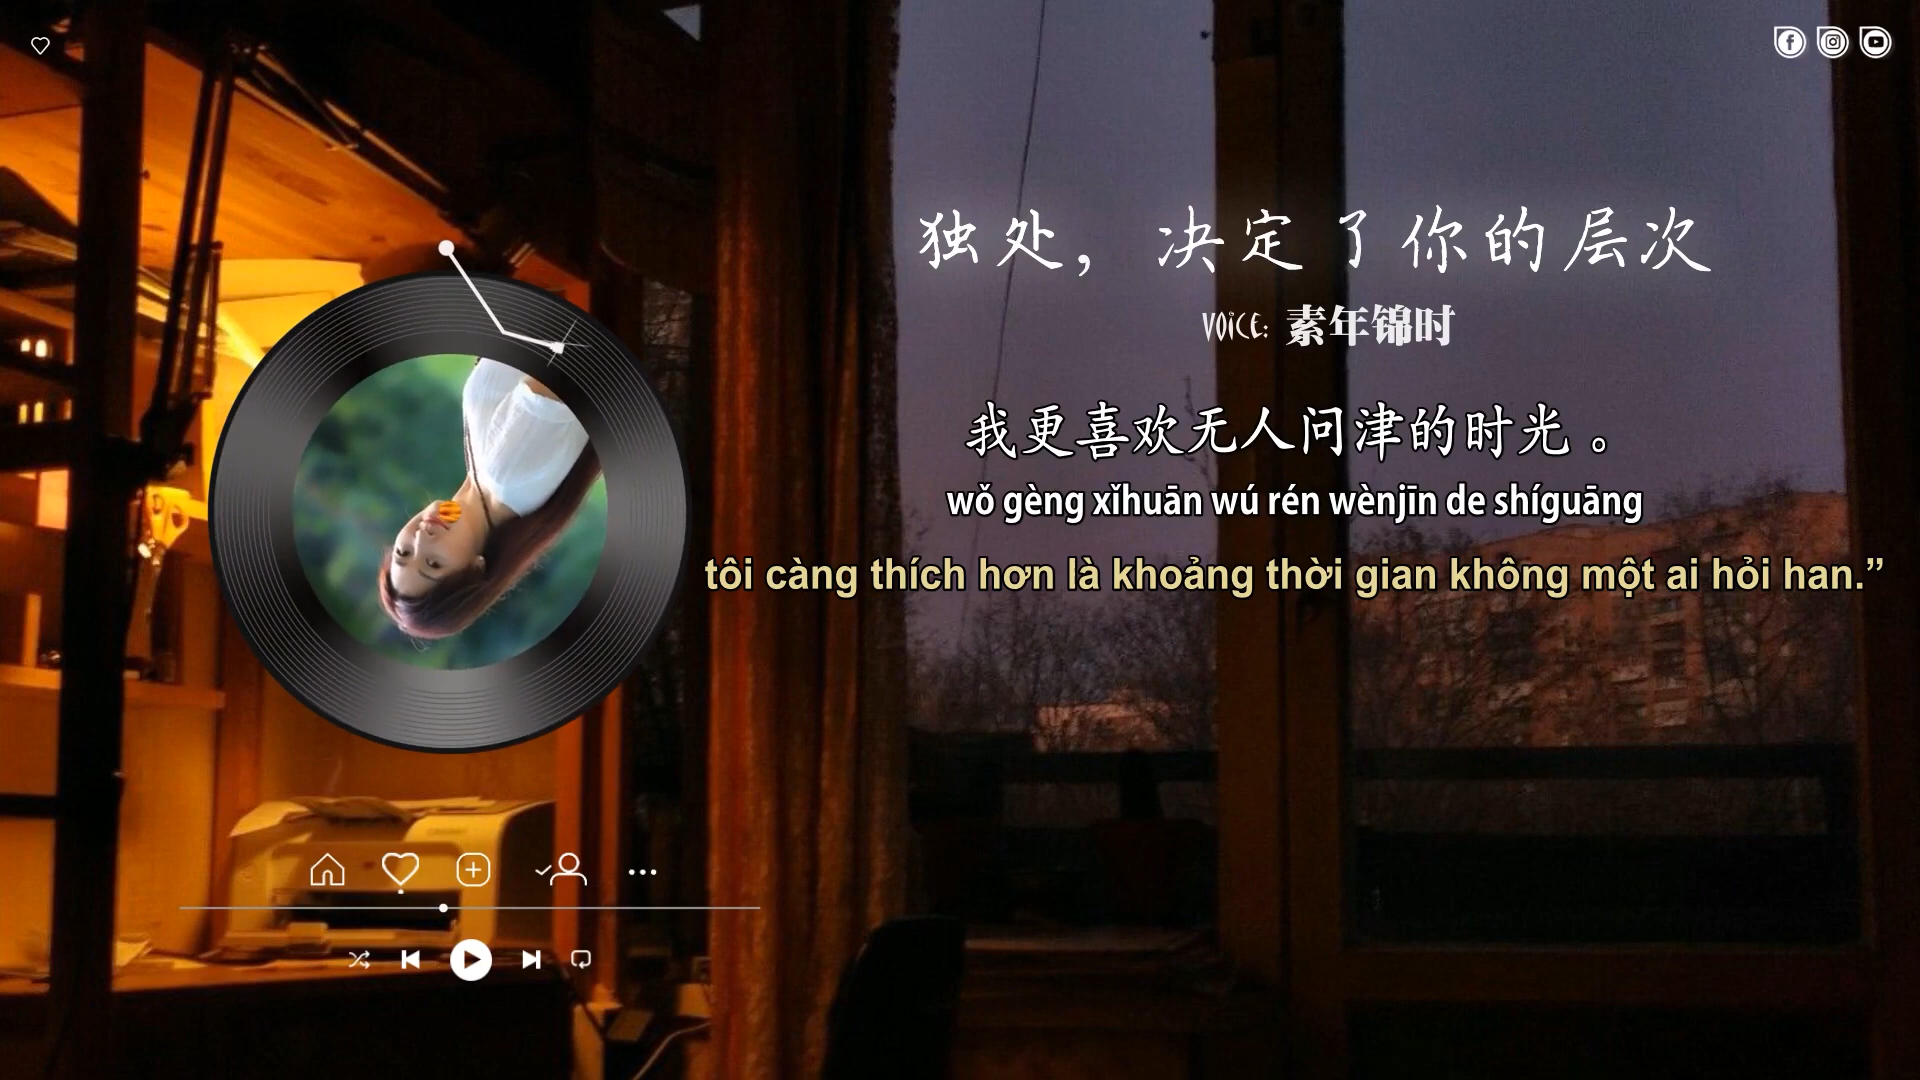 独处，决定了你的层次
VOiCE: 素年锦时
我更喜欢无人问津的时光。
wǒ gèng xǐhuān wú rén wènjīn de shíguāng
tôi càng thích hơn là khoảng thời gian không một ai hỏi han.”